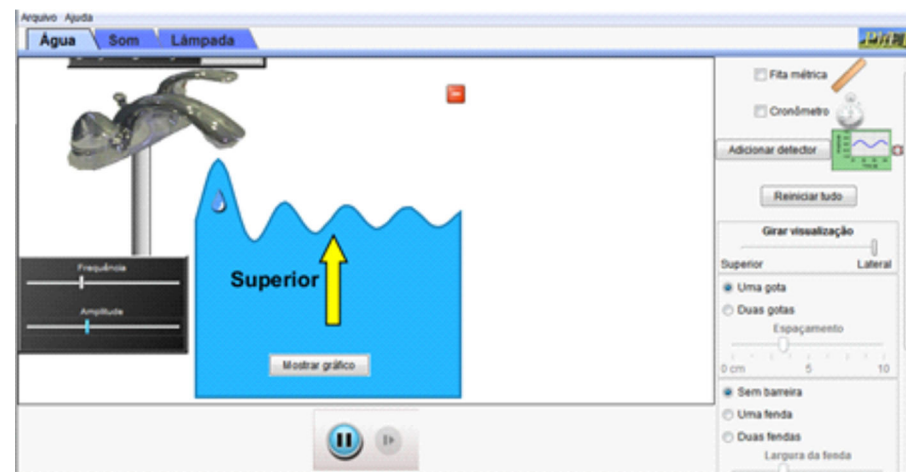 Arquivo Ajuda
Água Som Lâmpada
Fita métrica
Cronômetro
Adicionar detector
Reiniciar tudo
Girar visualização
Superior Lateral
Uma gota
Duas gotas
Espaçamento
0 cm 5 10
Sem barreira
Uma fenda
Duas fendas
Largura da fenda
Frequência
Amplitude
Superior
Mostrar gráfico